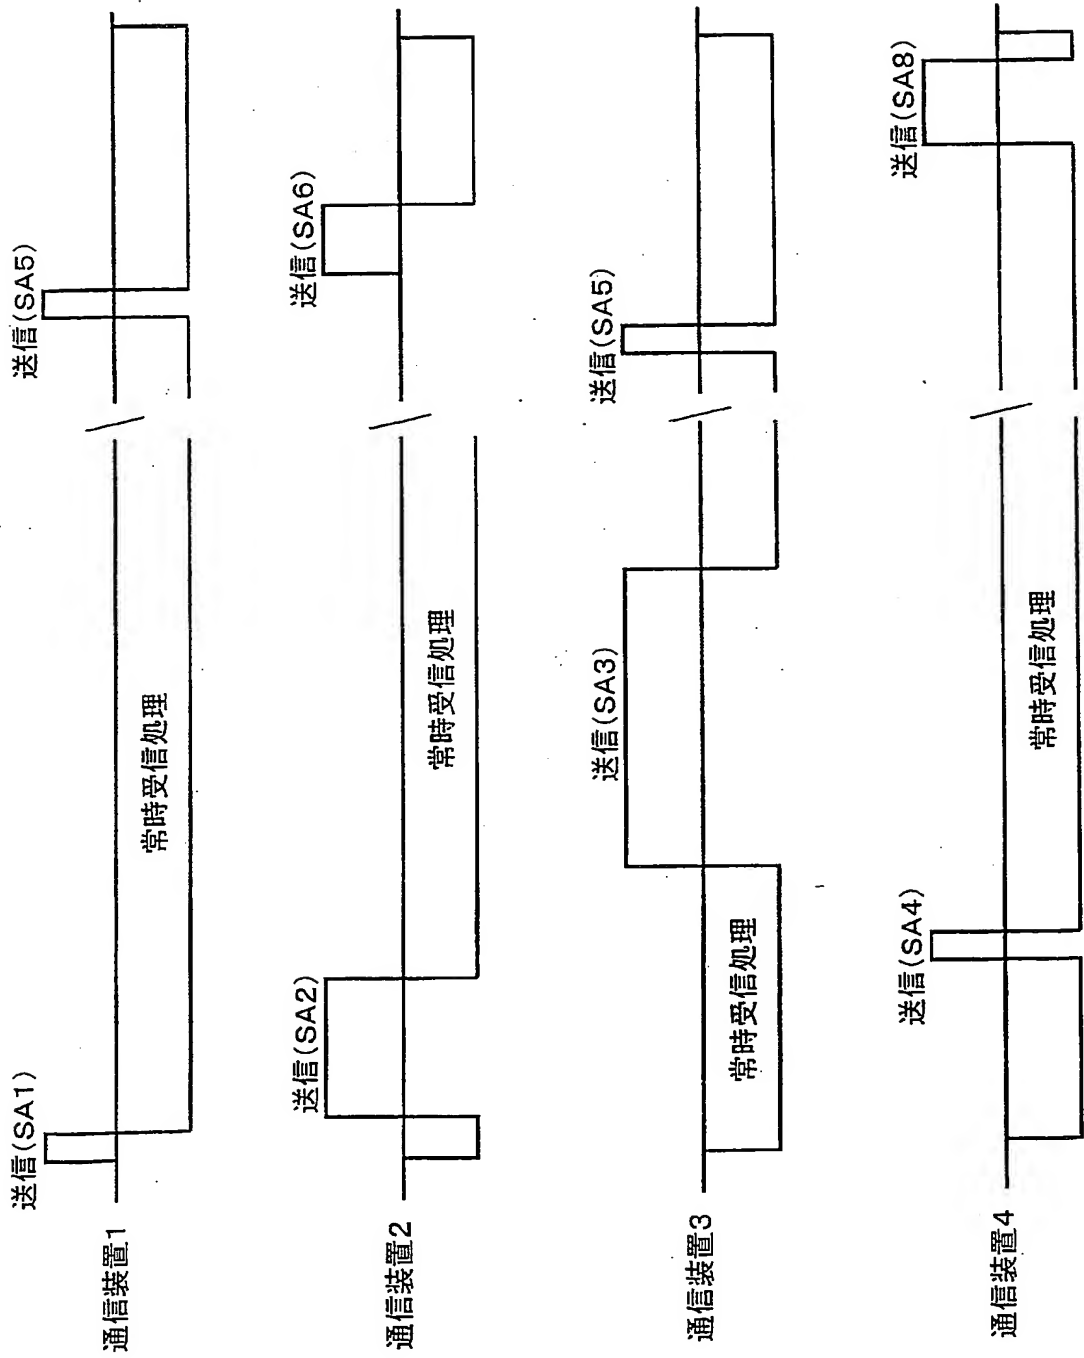 通信装置1
送信(SA1)
常時受信処理
送信(SA5)
通信装置2
送信(SA2)
常時受信処理
送信(SA6)
通信装置3
常時受信処理
送信(SA3)
送信(SA5)
通信装置4
送信(SA4)
常時受信処理
送信(SA8)